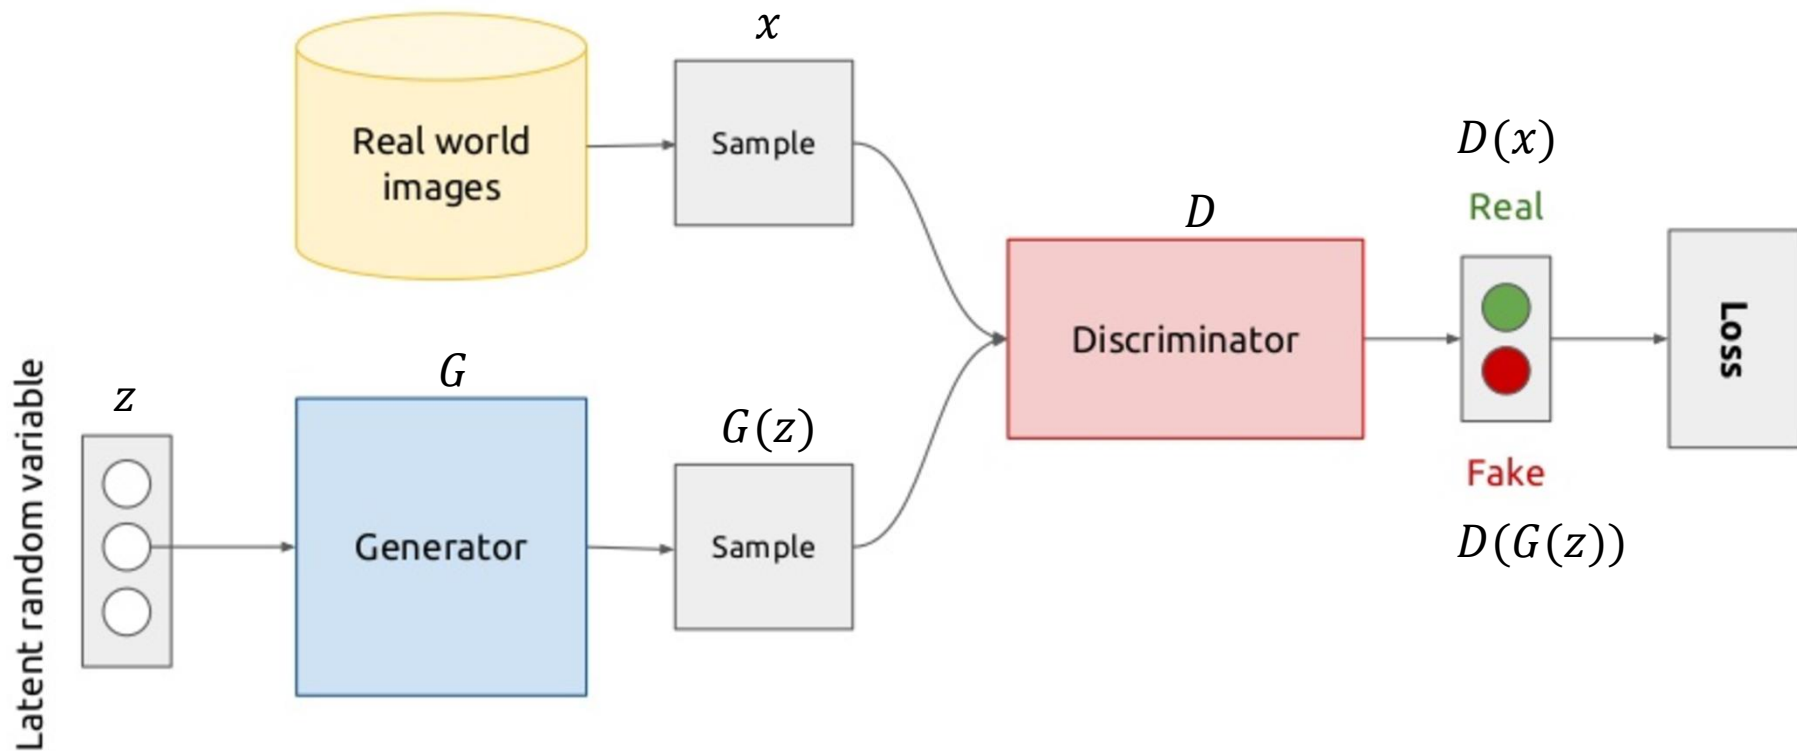 x
Real world
images
Sample
D(x)
Real
D
Discriminator
Loss
Latent random variable
z
G
Generator
G(z)
Sample
Fake
D(G(z))